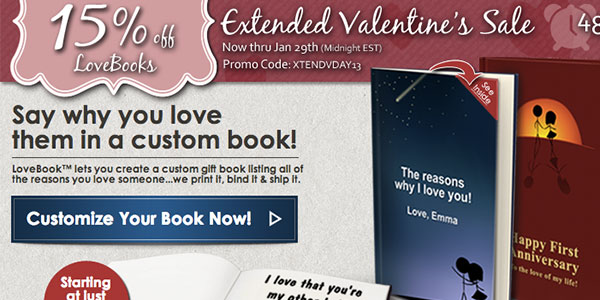 15% off
LoveBooks
Extended Valentine's Sale
Now thru Jan 29th (Midnight EST)
Promo Code: XTENDVDAY13
48
Say why you love
them in a custom book!
LoveBook™ lets you create a custom gift book listing all of
the reasons you love someone...we print it, bind it & ship it.
Customize Your Book Now!
Starting
at just
See
Inside
The reasons
why I love you!
Love, Emma
Happy First
Anniversary
to the love of my life!
I love that you're
my other